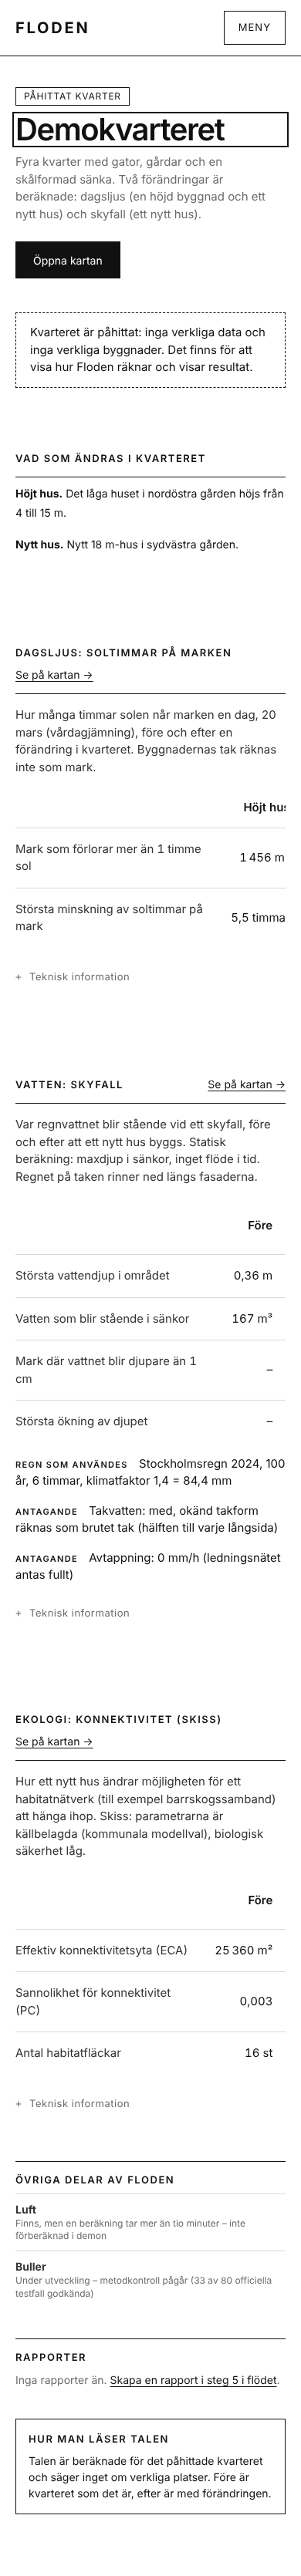 FLODEN
MENY
PÅHITTAT KVARTER
Demokvarteret
Fyra kvarter med gator, gårdar och en
skålformad sänka. Två förändringar är
beräknade: dagsljus (en höjd byggnad och ett
nytt hus) och skyfall (ett nytt hus).
Öppna kartan
Kvarteret är påhittat: inga verkliga data och
inga verkliga byggnader. Det finns för att
visa hur Floden räknar och visar resultat.
VAD SOM ÄNDRAS I KVARTERET
Höjt hus. Det låga huset i nordöstra gården höjs från
4 till 15 m.
Nytt hus. Nytt 18 m-hus i sydvästra gården.
DAGSLJUS: SOLTIMMAR PÅ MARKEN
Se på kartan →
Hur många timmar solen når marken en dag, 20
mars (vårdagjämning), före och efter en
förändring i kvarteret. Byggnadernas tak räknas
inte som mark.
Höjt hus
Mark som förlorar mer än 1 timme
sol
1 456 m
Största minskning av soltimmar på
mark
5,5 timma
+ Teknisk information
VATTEN: SKYFALL
Se på kartan →
Var regnvattnet blir stående vid ett skyfall, före
och efter att ett nytt hus byggs. Statisk
beräkning: maxdjup i sänkor, inget flöde i tid.
Regnet på taken rinner ned längs fasaderna.
Före
Största vattendjup i området 0,36 m
Vatten som blir stående i sänkor 167 m³
Mark där vattnet blir djupare än 1
cm
–
Största ökning av djupet –
REGN SOM ANVÄNDES Stockholmsregn 2024, 100
år, 6 timmar, klimatfaktor 1,4 = 84,4 mm
ANTAGANDE Takvatten: med, okänd takform
räknas som brutet tak (hälften till varje långsida)
ANTAGANDE Avtappning: 0 mm/h (ledningsnätet
antas fullt)
+ Teknisk information
EKOLOGI: KONNEKTIVITET (SKISS)
Se på kartan →
Hur ett nytt hus ändrar möjligheten för ett
habitatnätverk (till exempel barrskogssamband)
att hänga ihop. Skiss: parametrarna är
källbelagda (kommunala modellval), biologisk
säkerhet låg.
Före
Effektiv konnektivitetsyta (ECA) 25 360 m²
Sannolikhet för konnektivitet
(PC)
0,003
Antal habitatfläckar 16 st
+ Teknisk information
ÖVRIGA DELAR AV FLODEN
Luft
Finns, men en beräkning tar mer än tio minuter – inte
förberäknad i demon
Buller
Under utveckling – metodkontroll pågår (33 av 80 officiella
testfall godkända)
RAPPORTER
Inga rapporter än. Skapa en rapport i steg 5 i flödet.
HUR MAN LÄSER TALEN
Talen är beräknade för det påhittade kvarteret
och säger inget om verkliga platser. Före är
kvarteret som det är, efter är med förändringen.